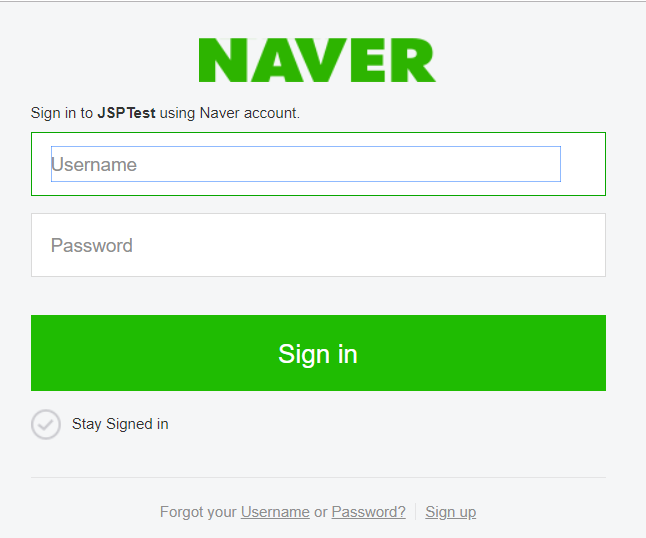 NAVER
Sign in to JSPTest using Naver account.
Username
Password
Sign in
Stay Signed in
Forgot your Username or Password? Sign up